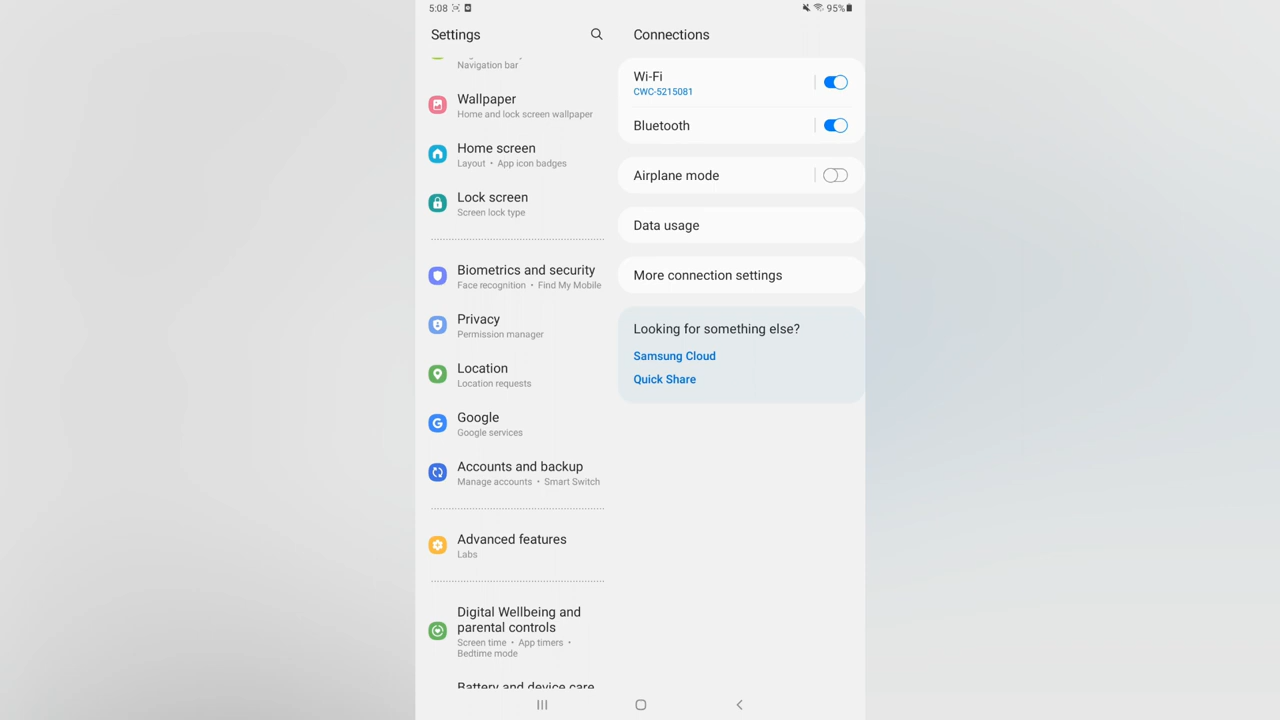 5:08
95%
Settings
Navigation bar
Wallpaper
Home and lock screen wallpaper
Home screen
Layout • App icon badges
Lock screen
Screen lock type
Biometrics and security
Face recognition • Find My Mobile
Privacy
Permission manager
Location
Location requests
Google
Google services
Accounts and backup
Manage accounts • Smart Switch
Advanced features
Labs
Digital Wellbeing and
parental controls
Screen time • App timers •
Bedtime mode
Battery and device care
Connections
Wi-Fi
CWC-5215081
Bluetooth
Airplane mode
Data usage
More connection settings
Looking for something else?
Samsung Cloud
Quick Share